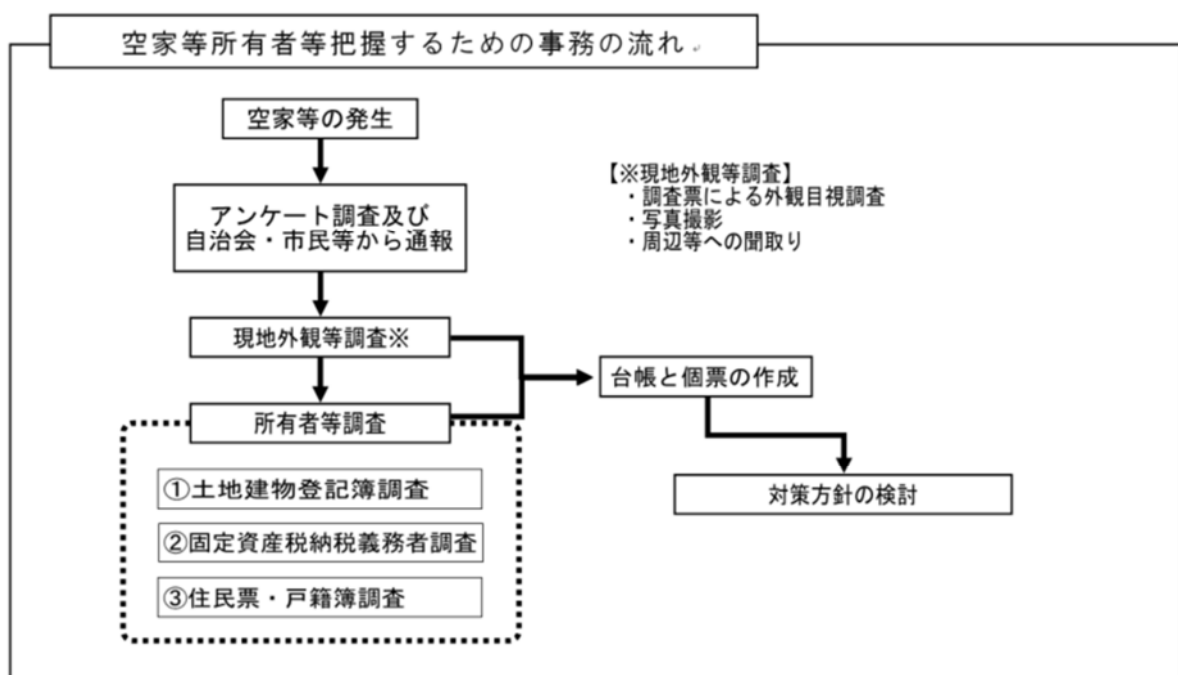 空家等所有者等把握するための事務の流れ
空家等の発生
アンケート調査及び
自治会・市民等から通報
【※現地外観等調査】
・調査票による外観目視調査
・写真撮影
・周辺等への聞取り
現地外観等調査※
台帳と個票の作成
所有者等調査
①土地建物登記簿調査
②固定資産税納税義務者調査
③住民票・戸籍簿調査
対策方針の検討